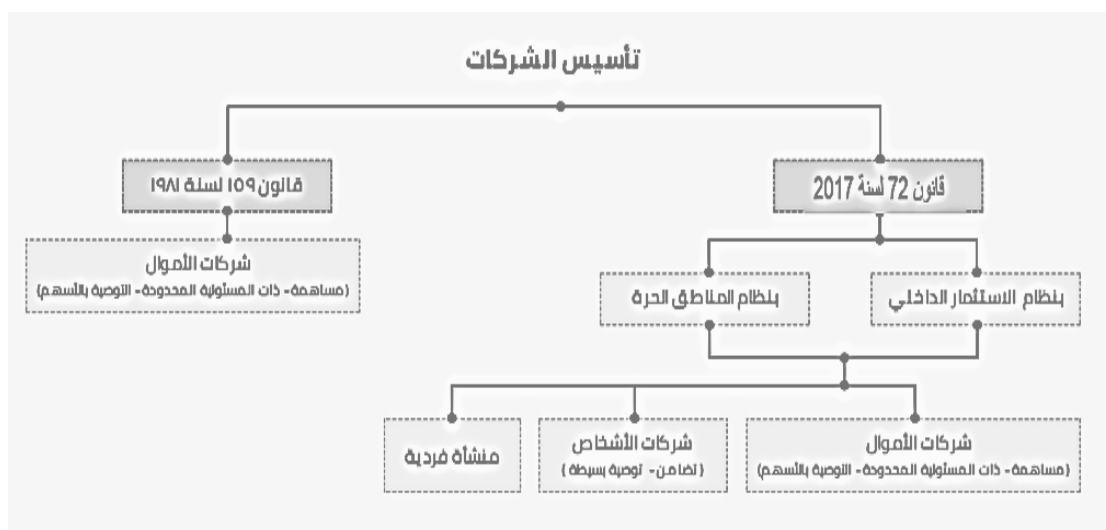 تأسيس الشركات
قانون 72 لسنة 2017
قانون ١٥٩ لسنة ١٩٨١
شركات الأموال
(مساهمة- ذات المسئولية المحدودة- التوصية بالأسهم)
بنظام الاستثمار الداخلي
بنظام المناطق الحرة
شركات الأموال
(مساهمة- ذات المسئولية المحدودة- التوصية بالأسهم)
شركات الأشخاص
( تضامن- توصية بسيطة )
منشأة فردية